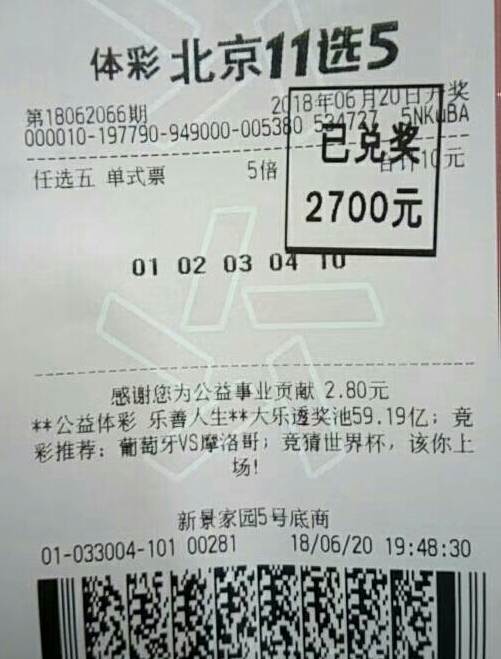 体彩 北京11选5
第18062066期 2018年06月20日开奖
000010-197790-949000-005380 534727 5NKuBA
任选五 单式票 5倍 合计10元
已兑奖
2700元
01 02 03 04 10
感谢您为公益事业贡献 2.80元
**公益体彩 乐善人生**大乐透奖池59.19亿；竞
彩推荐：葡萄牙VS摩洛哥；竞猜世界杯，该你上
场!
新景家园5号底商
01-033004-101 00281 18/06/20 19:48:30